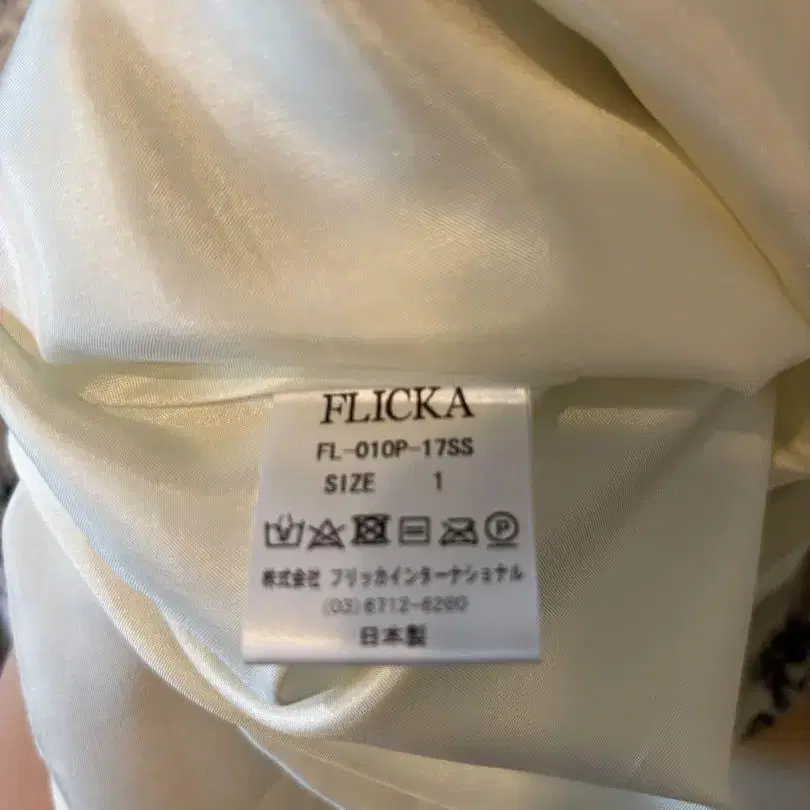 FLICKA
FL-010P-17SS
SIZE 1
P
株式会社 フリッカインターナショナル
(03)6712-6260
日本製